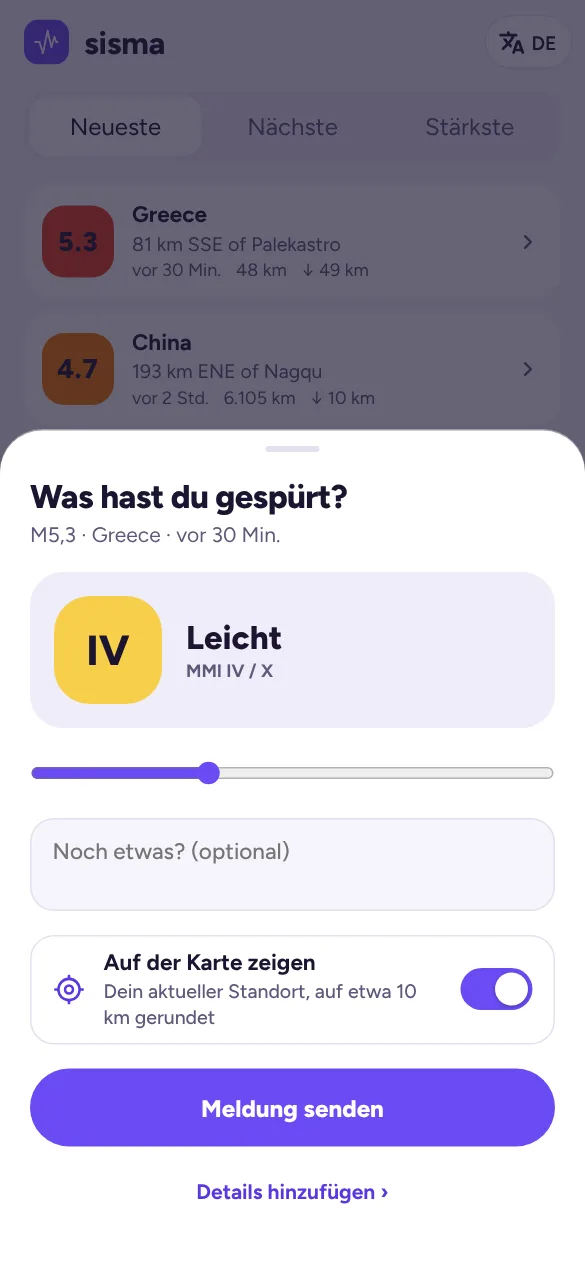 sisma
DE
Neueste
Nächste
Stärkste
5.3
Greece
81 km SSE of Palekastro
vor 30 Min. 48 km ↓ 49 km
4.7
China
193 km ENE of Nagqu
vor 2 Std. 6.105 km ↓ 10 km
Was hast du gespürt?
M5,3 · Greece · vor 30 Min.
IV
Leicht
MMI IV / X
Noch etwas? (optional)
Auf der Karte zeigen
Dein aktueller Standort, auf etwa 10
km gerundet
Meldung senden
Details hinzufügen ›